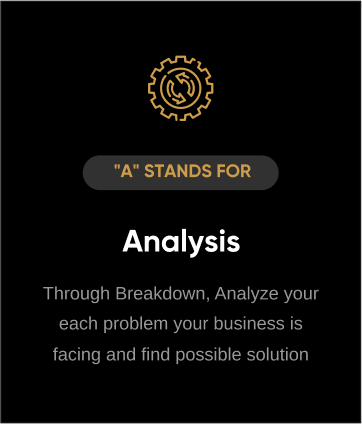 "A" STANDS FOR
Analysis
Through Breakdown, Analyze your
each problem your business is
facing and find possible solution